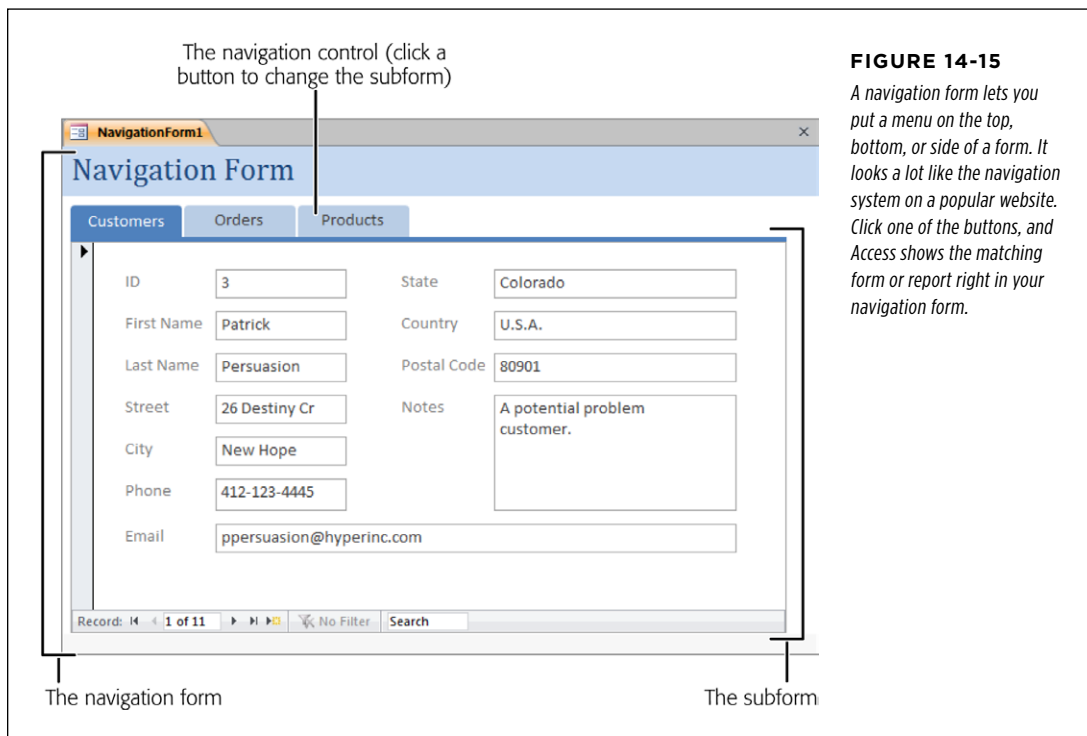 The navigation control (click a
button to change the subform)
NavigationForm1
Navigation Form
Customers Orders Products
ID 3 State Colorado
First Name Patrick Country U.S.A.
Last Name Persuasion Postal Code 80901
Street 26 Destiny Cr Notes A potential problem
customer.
City New Hope
Phone 412-123-4445
Email ppersuasion@hyperinc.com
Record: 1 of 11 No Filter Search
The navigation form The subform
FIGURE 14-15
A navigation form lets you
put a menu on the top,
bottom, or side of a form. It
looks a lot like the navigation
system on a popular website.
Click one of the buttons, and
Access shows the matching
form or report right in your
navigation form.